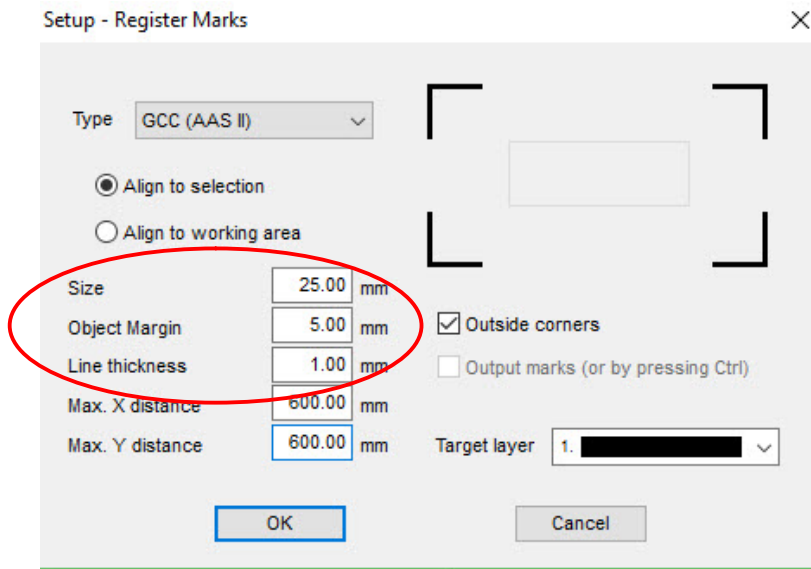 Setup - Register Marks
Type GCC (AAS II)
Align to selection
Align to working area
Size 25.00 mm
Object Margin 5.00 mm
Line thickness 1.00 mm
Max. X distance 600.00 mm
Max. Y distance 600.00 mm
Outside corners
Output marks (or by pressing Ctrl)
Target layer 1.
OK Cancel